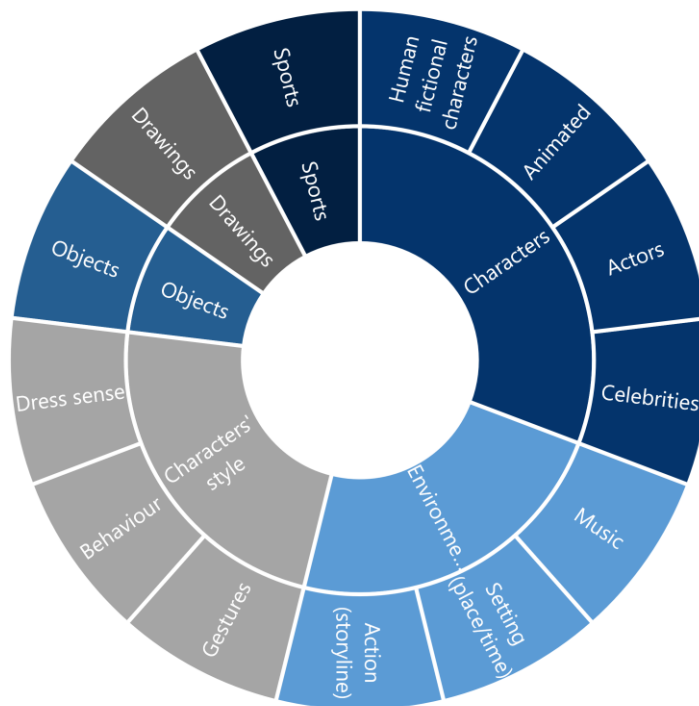 Human
fictional
characters
Animated
Actors
Celebrities
Music
Setting
(place/time)
Action
(storyline)
Gestures
Behaviour
Dress sense
Objects
Drawings
Sports
Characters
Environme...
Characters'
style
Objects
Drawings
Sports